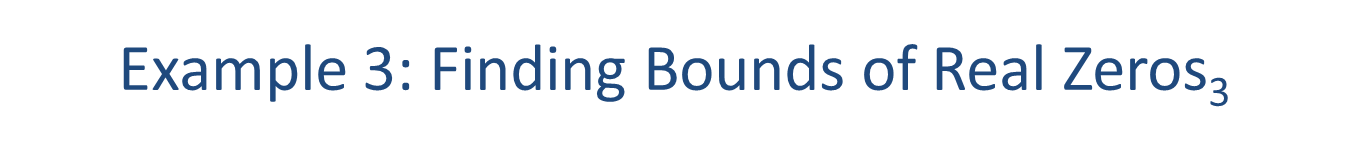 Example 3: Finding Bounds of Real Zeros₃